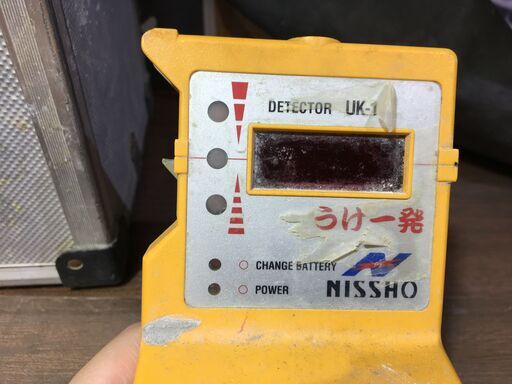 DETECTOR UK-1
うけ一発
CHANGE BATTERY
POWER
NISSHO